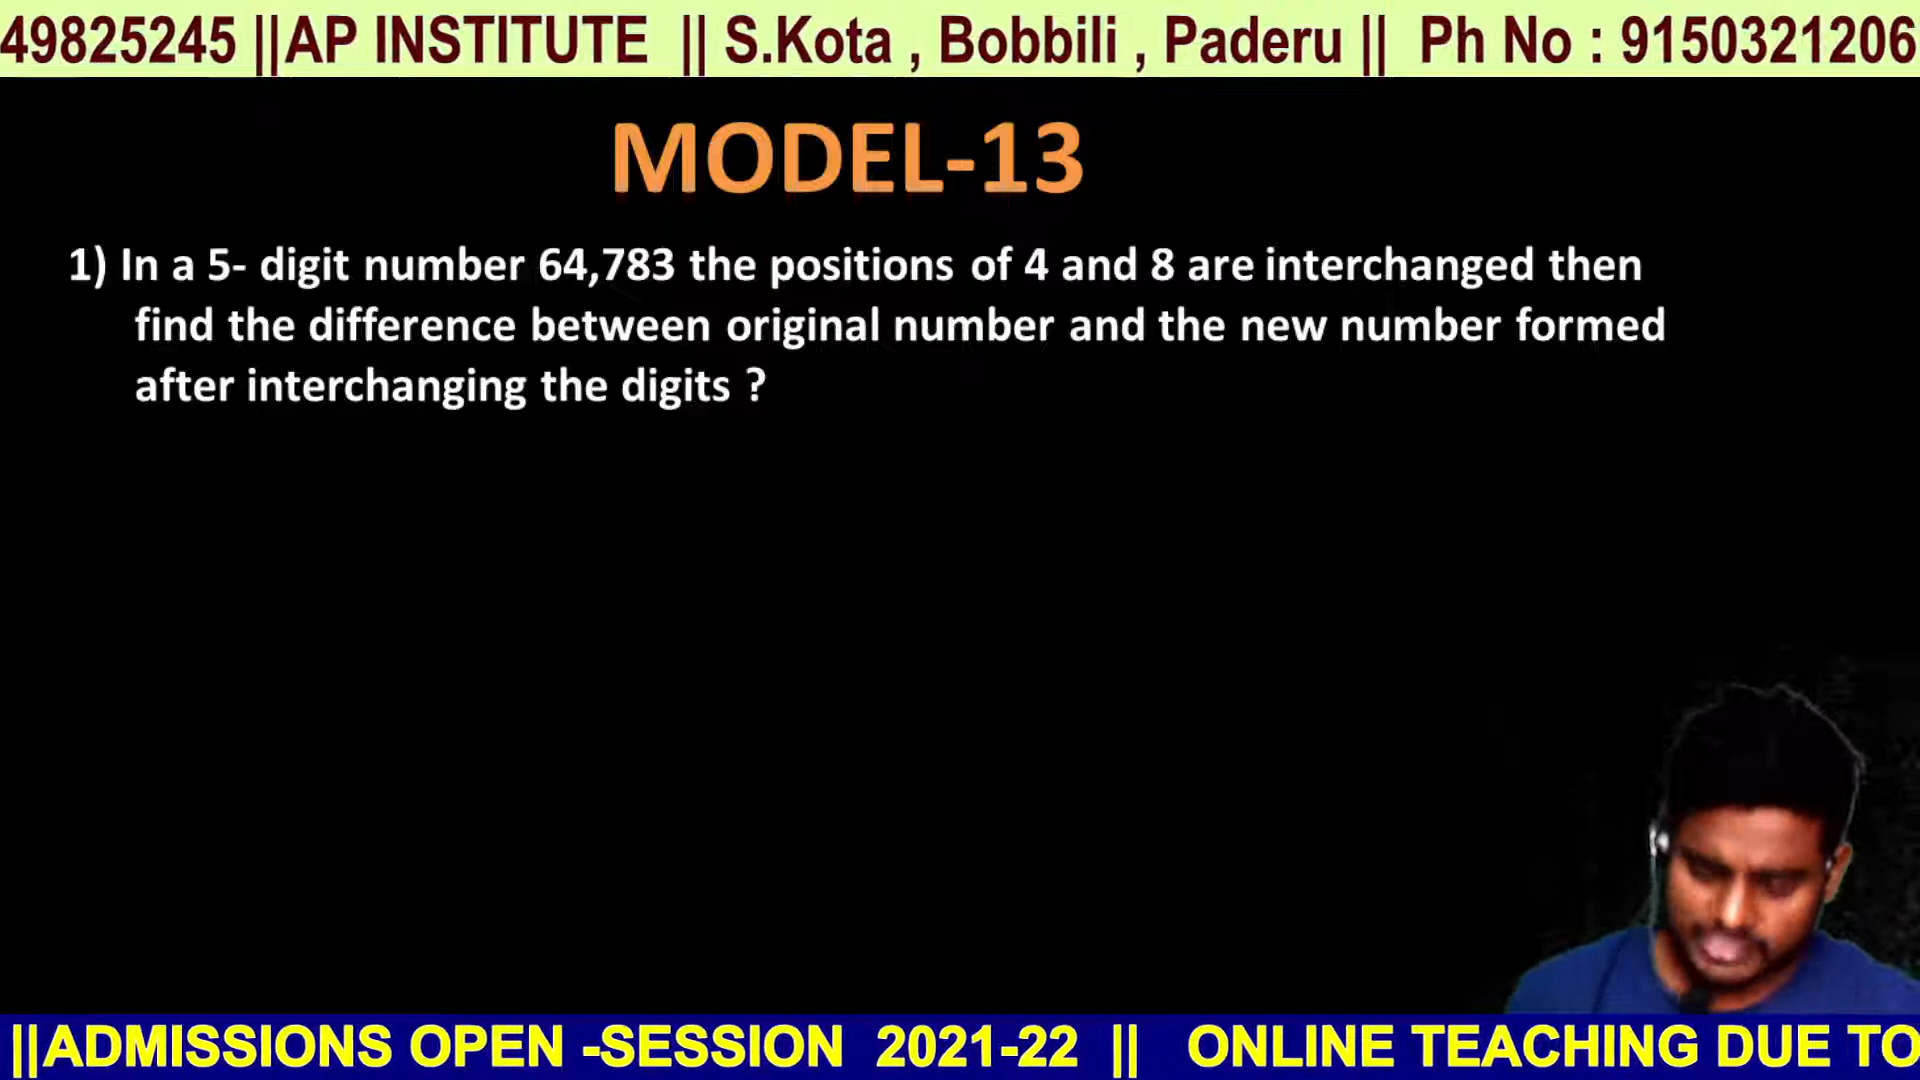 49825245 ||AP INSTITUTE || S.Kota , Bobbili , Paderu || Ph No : 9150321206
MODEL-13
1) In a 5- digit number 64,783 the positions of 4 and 8 are interchanged then
find the difference between original number and the new number formed
after interchanging the digits ?
||ADMISSIONS OPEN -SESSION 2021-22 || ONLINE TEACHING DUE TO